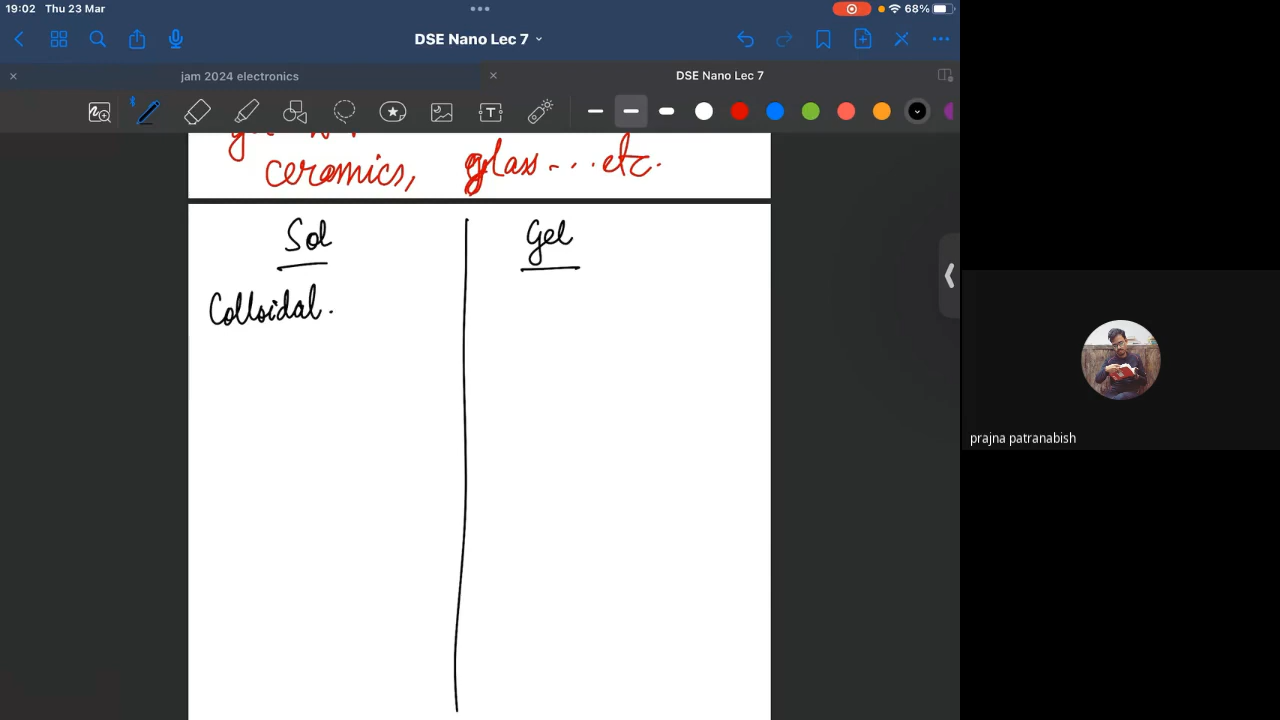 19:02 Thu 23 Mar
68%
DSE Nano Lec 7
jam 2024 electronics
DSE Nano Lec 7
ceramics, glass... etc.
Sol
Gel
Colloidal.
prajna patranabish